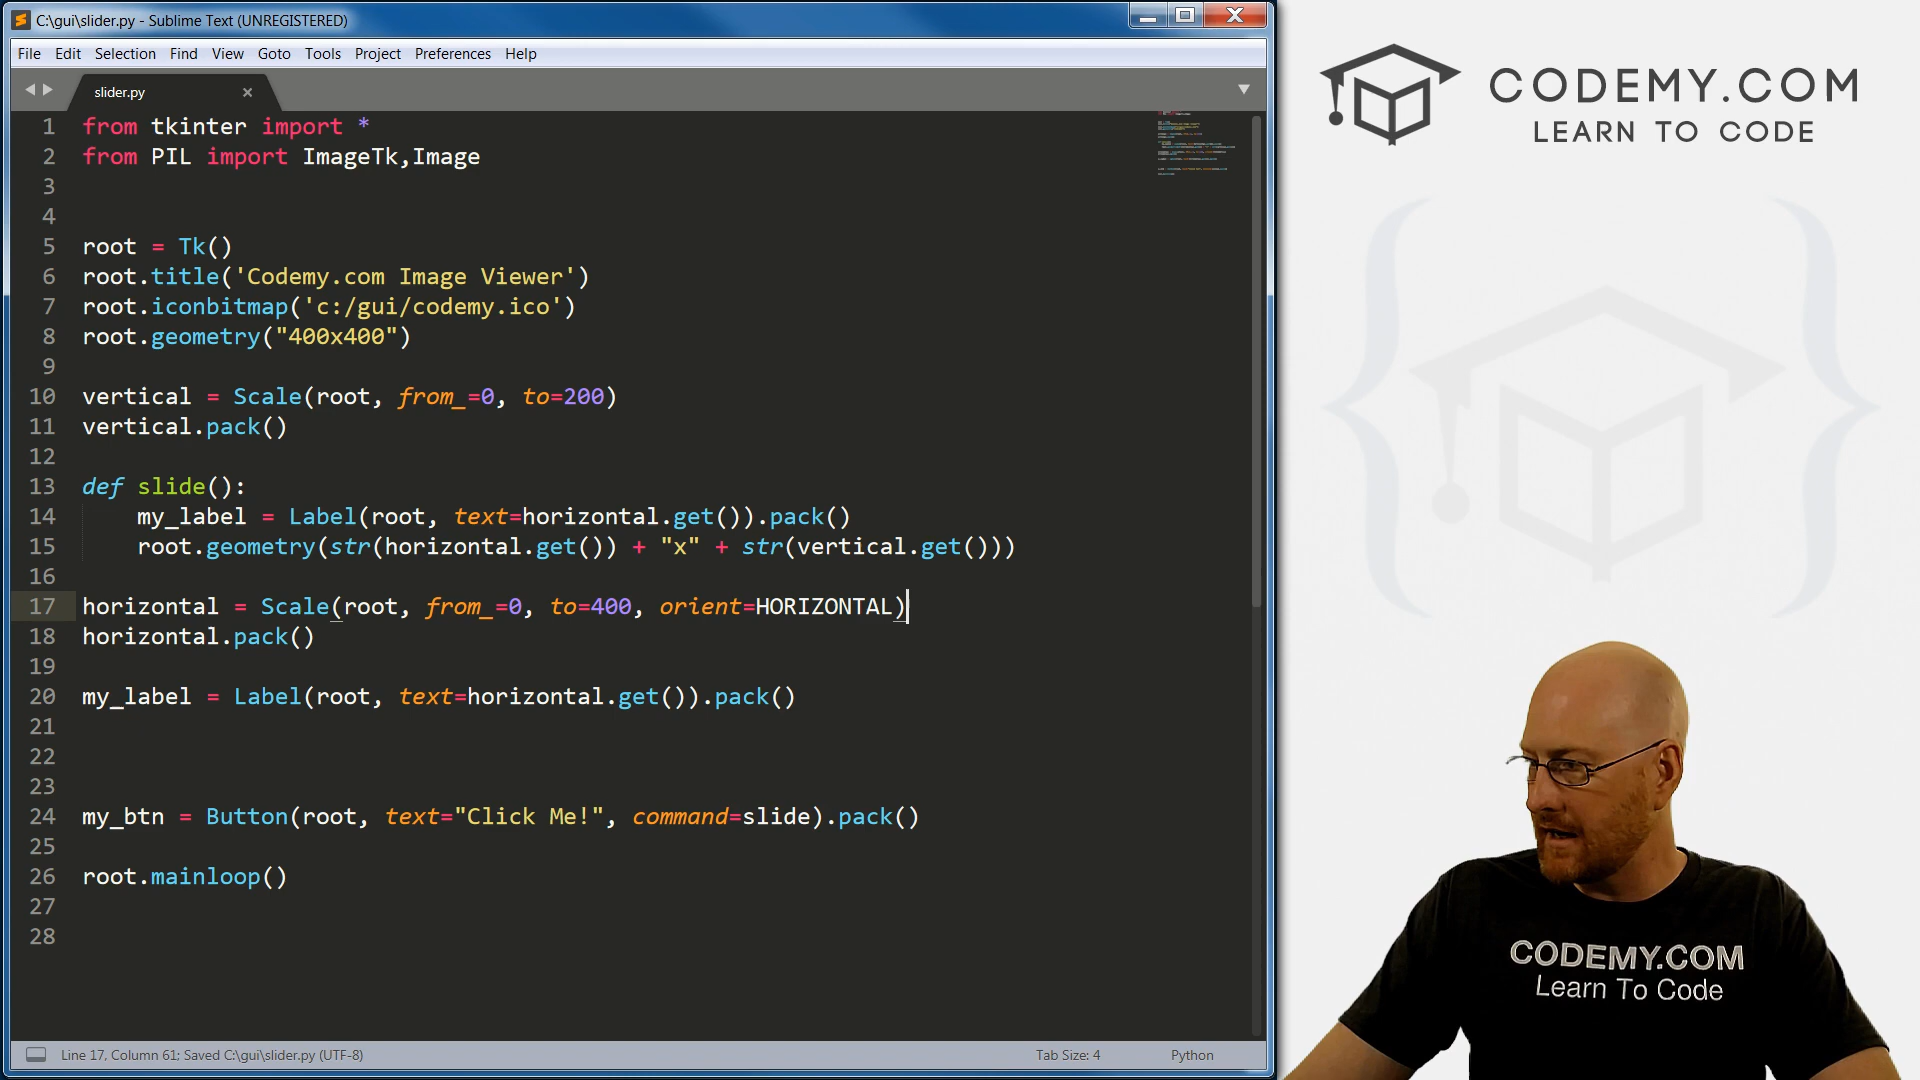 C:\gui\slider.py - Sublime Text (UNREGISTERED)
File Edit Selection Find View Goto Tools Project Preferences Help
slider.py
1 from tkinter import *
2 from PIL import ImageTk,Image
3
4
5 root = Tk()
6 root.title('Codemy.com Image Viewer')
7 root.iconbitmap('c:/gui/codemy.ico')
8 root.geometry("400x400")
9
10 vertical = Scale(root, from_=0, to=200)
11 vertical.pack()
12
13 def slide():
14 my_label = Label(root, text=horizontal.get()).pack()
15 root.geometry(str(horizontal.get()) + "x" + str(vertical.get()))
16
17 horizontal = Scale(root, from_=0, to=400, orient=HORIZONTAL)
18 horizontal.pack()
19
20 my_label = Label(root, text=horizontal.get()).pack()
21
22
23
24 my_btn = Button(root, text="Click Me!", command=slide).pack()
25
26 root.mainloop()
27
28
Line 17, Column 61; Saved C:\gui\slider.py (UTF-8)
Tab Size: 4
Python
CODEMY.COM
LEARN TO CODE
CODEMY.COM
Learn To Code